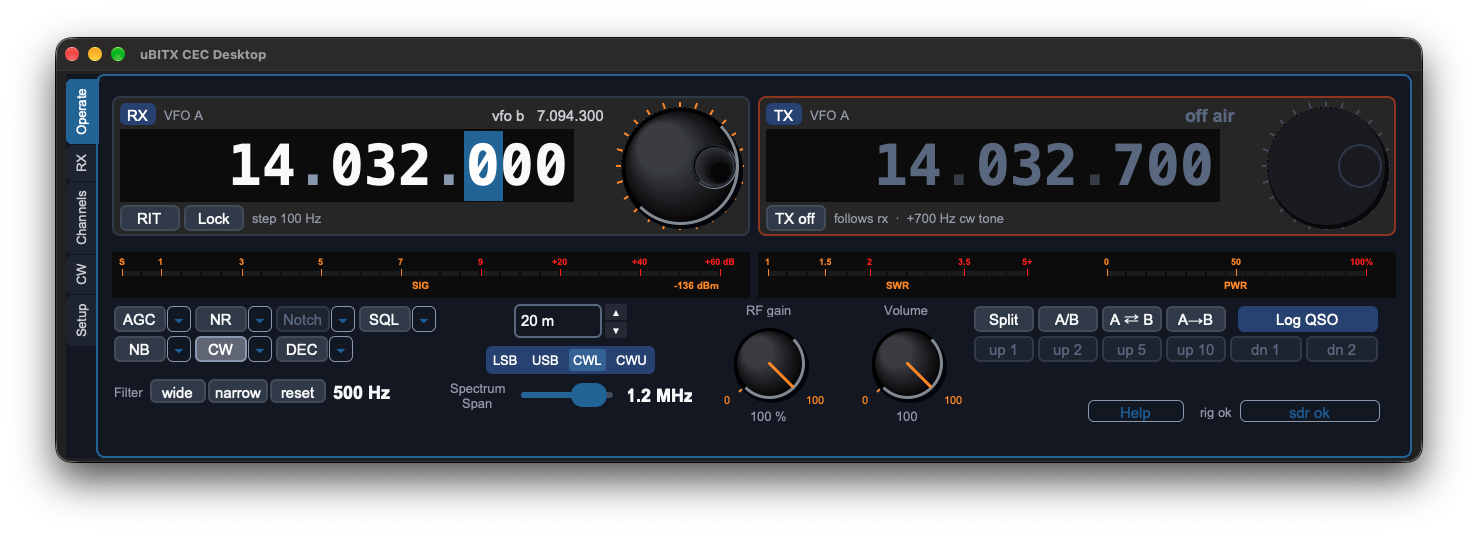 uBITX CEC Desktop
Operate
RX
Channels
CW
Setup
RX VFO A vfo b 7.094.300
14.032.000
RIT Lock step 100 Hz
TX VFO A off air
14.032.700
TX off follows rx · +700 Hz cw tone
S 1 3 5 7 9 +20 +40 +60 dB
SIG -136 dBm
1 1.5 2 3.5 5+ 0 50 100%
SWR PWR
AGC NR Notch SQL
NB CW DEC
Filter wide narrow reset 500 Hz
20 m
LSB USB CWL CWU
Spectrum
Span
1.2 MHz
RF gain
0 100
100 %
Volume
0 100
100
Split A/B A ⇄ B A→B Log QSO
up 1 up 2 up 5 up 10 dn 1 dn 2
Help rig ok sdr ok